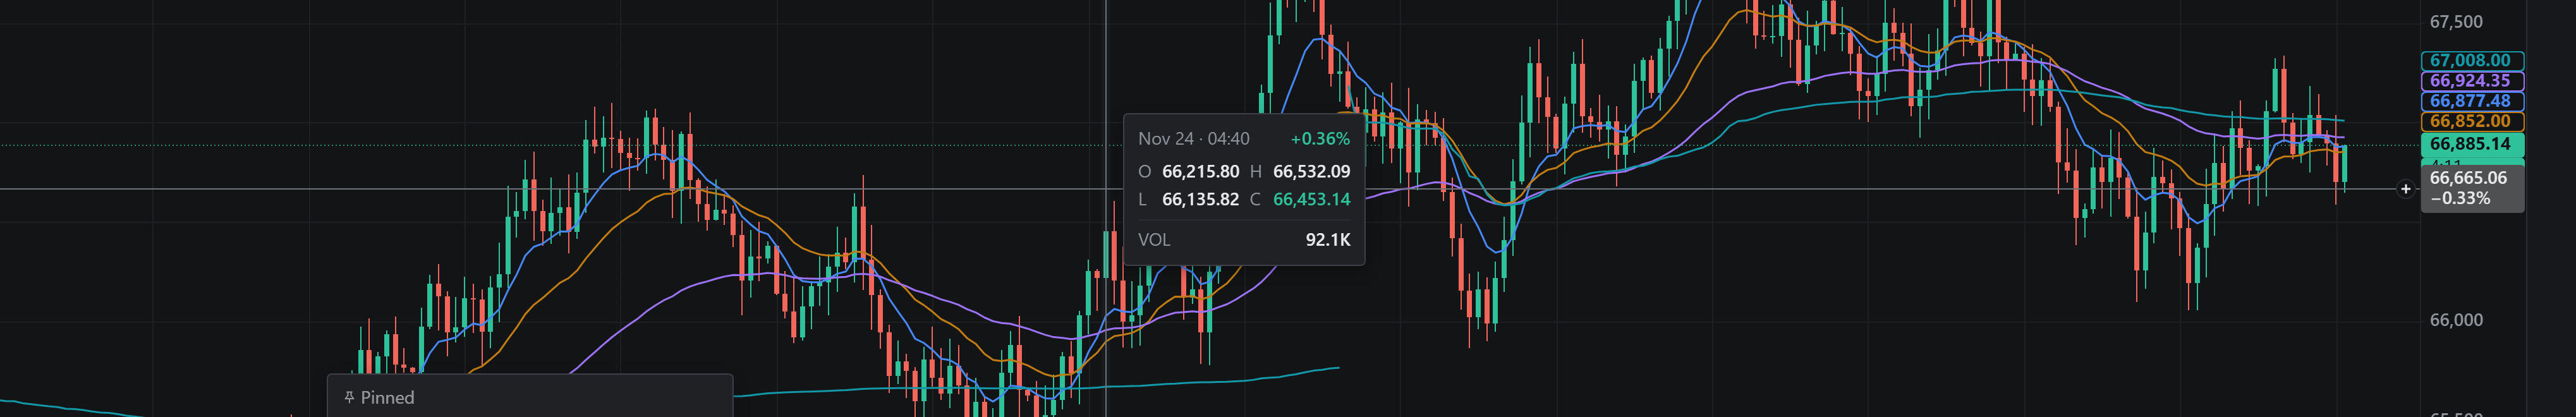 67,500
67,008.00
66,924.35
66,877.48
66,852.00
66,885.14
66,665.06
−0.33%
66,000
Nov 24 · 04:40 +0.36%
O 66,215.80 H 66,532.09
L 66,135.82 C 66,453.14
VOL 92.1K
Pinned